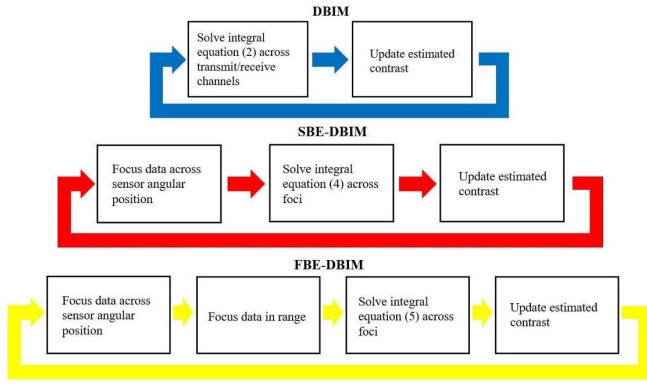 DBIM
Solve integral
equation (2) across
transmit/receive
channels
Update estimated
contrast
SBE-DBIM
Focus data across
sensor angular
position
Solve integral
equation (4) across
foci
Update estimated
contrast
FBE-DBIM
Focus data across
sensor angular
position
Focus data in range
Solve integral
equation (5) across
foci
Update estimated
contrast